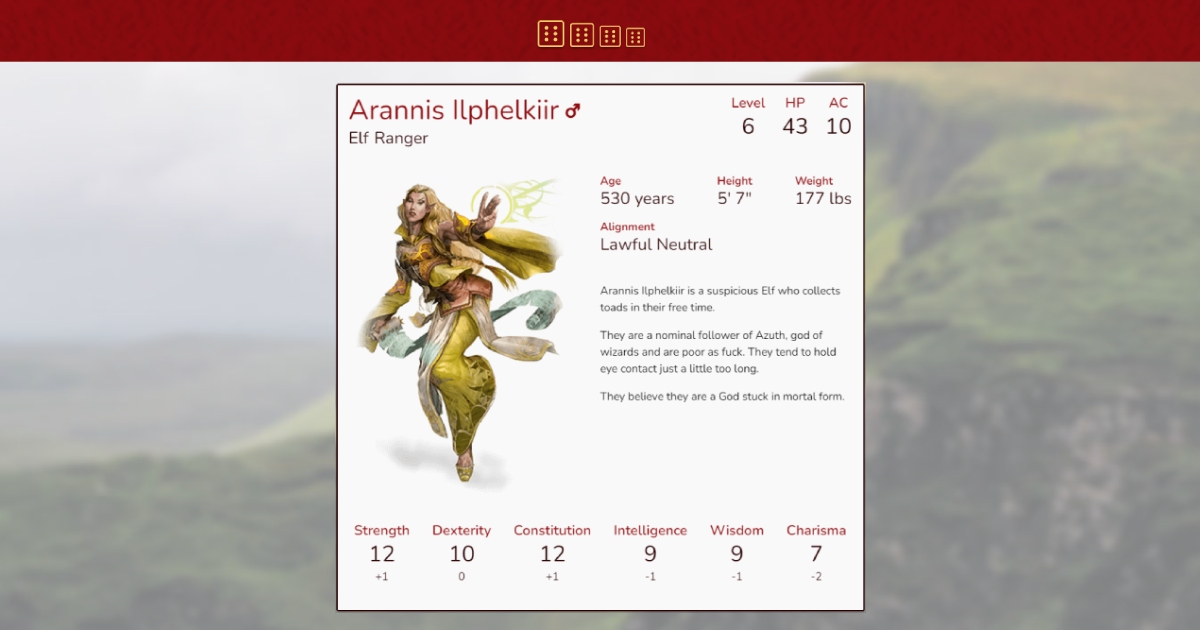 Arannis Ilphelkiir ♂
Elf Ranger
Level HP AC
6 43 10
Age Height Weight
530 years 5' 7" 177 lbs
Alignment
Lawful Neutral
Arannis Ilphelkiir is a suspicious Elf who collects
toads in their free time.
They are a nominal follower of Azuth, god of
wizards and are poor as fuck. They tend to hold
eye contact just a little too long.
They believe they are a God stuck in mortal form.
Strength Dexterity Constitution Intelligence Wisdom Charisma
12 10 12 9 9 7
+1 0 +1 -1 -1 -2